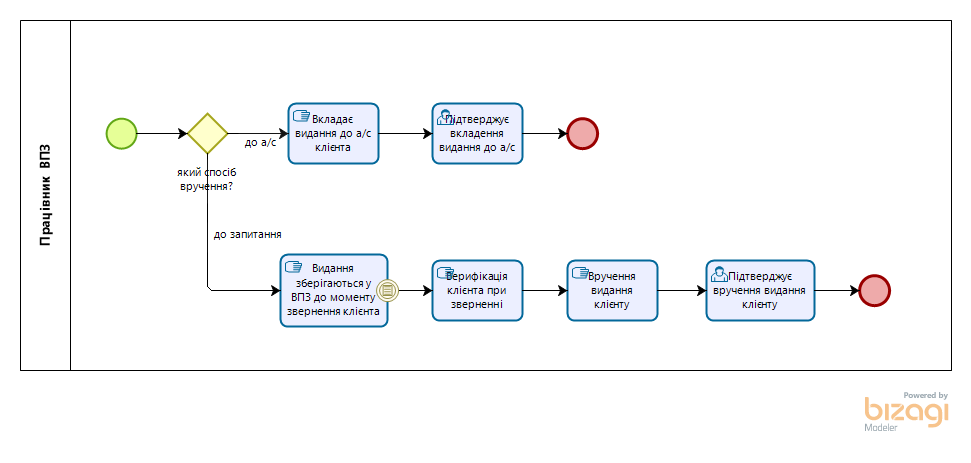 Працівник ВПЗ
Вкладає
видання до а/с
клієнта
Підтверджує
вкладення
видання до а/с
до а/с
який спосіб
вручення?
до запитання
Видання
зберігаються у
ВПЗ до моменту
звернення клієнта
Верифікація
клієнта при
зверненні
Вручення
видання
клієнту
Підтверджує
вручення видання
клієнту
Powered by
bizagi
Modeler